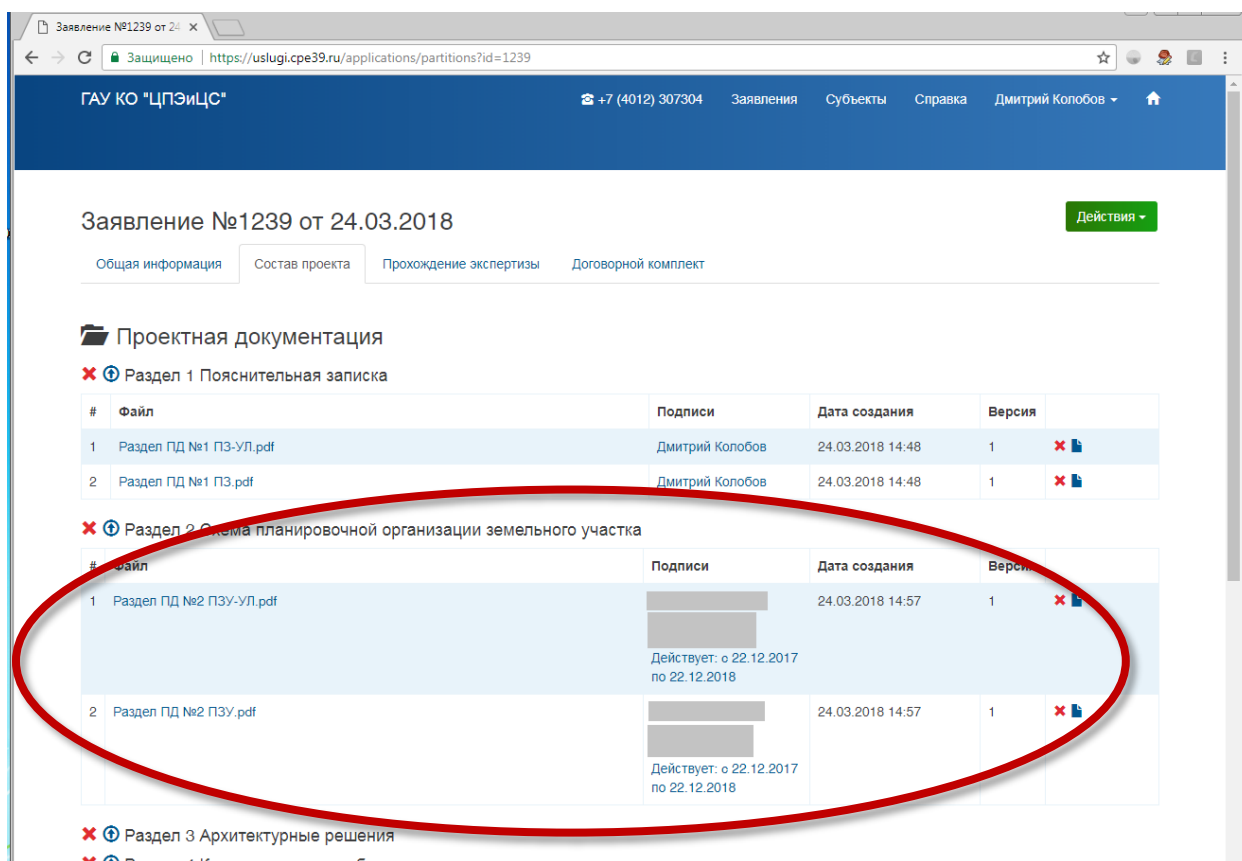 Заявление №1239 от 24
Защищено | https://uslugi.cpe39.ru/applications/partitions?id=1239
ГАУ КО "ЦПЭиЦС" +7 (4012) 307304 Заявления Субъекты Справка Дмитрий Колобов
Заявление №1239 от 24.03.2018 Действия
Общая информация Состав проекта Прохождение экспертизы Договорной комплект
Проектная документация
Раздел 1 Пояснительная записка
# Файл Подписи Дата создания Версия
1 Раздел ПД №1 ПЗ-УЛ.pdf Дмитрий Колобов 24.03.2018 14:48 1
2 Раздел ПД №1 ПЗ.pdf Дмитрий Колобов 24.03.2018 14:48 1
Раздел 2 Схема планировочной организации земельного участка
# Файл Подписи Дата создания Версия
1 Раздел ПД №2 ПЗУ-УЛ.pdf 24.03.2018 14:57 1
Действует: с 22.12.2017
по 22.12.2018
2 Раздел ПД №2 ПЗУ.pdf 24.03.2018 14:57 1
Действует: с 22.12.2017
по 22.12.2018
Раздел 3 Архитектурные решения